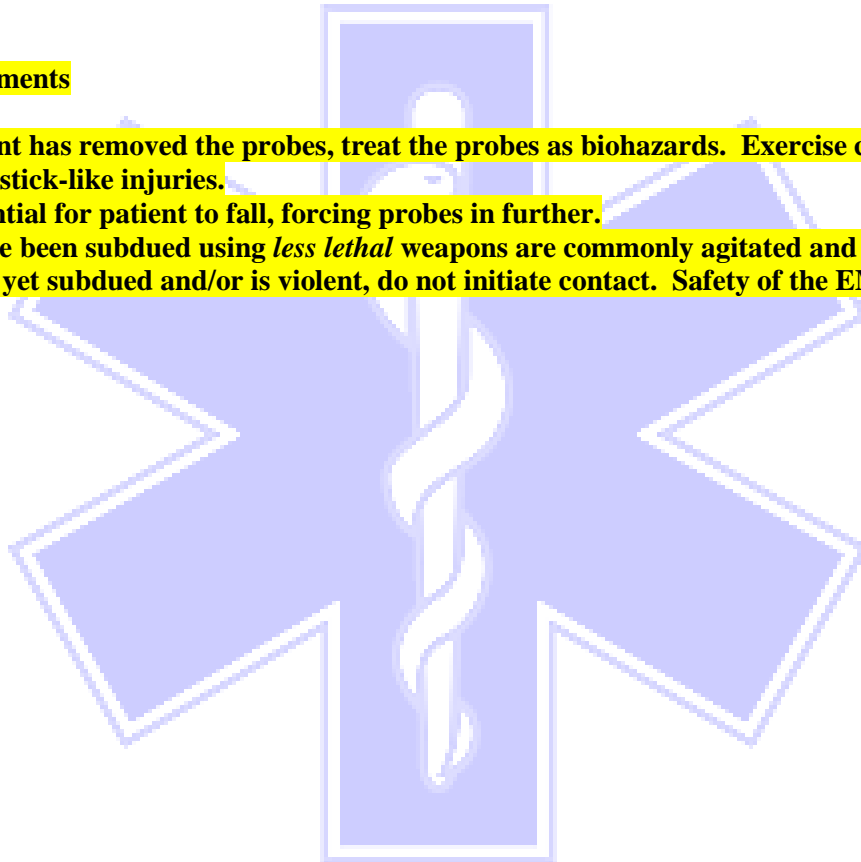 ments
nt has removed the probes, treat the probes as biohazards.  Exercise
stick-like injuries.
ntial for patient to fall, forcing probes in further.
e been subdued using less lethal weapons are commonly agitated and
yet subdued and/or is violent, do not initiate contact.  Safety of the